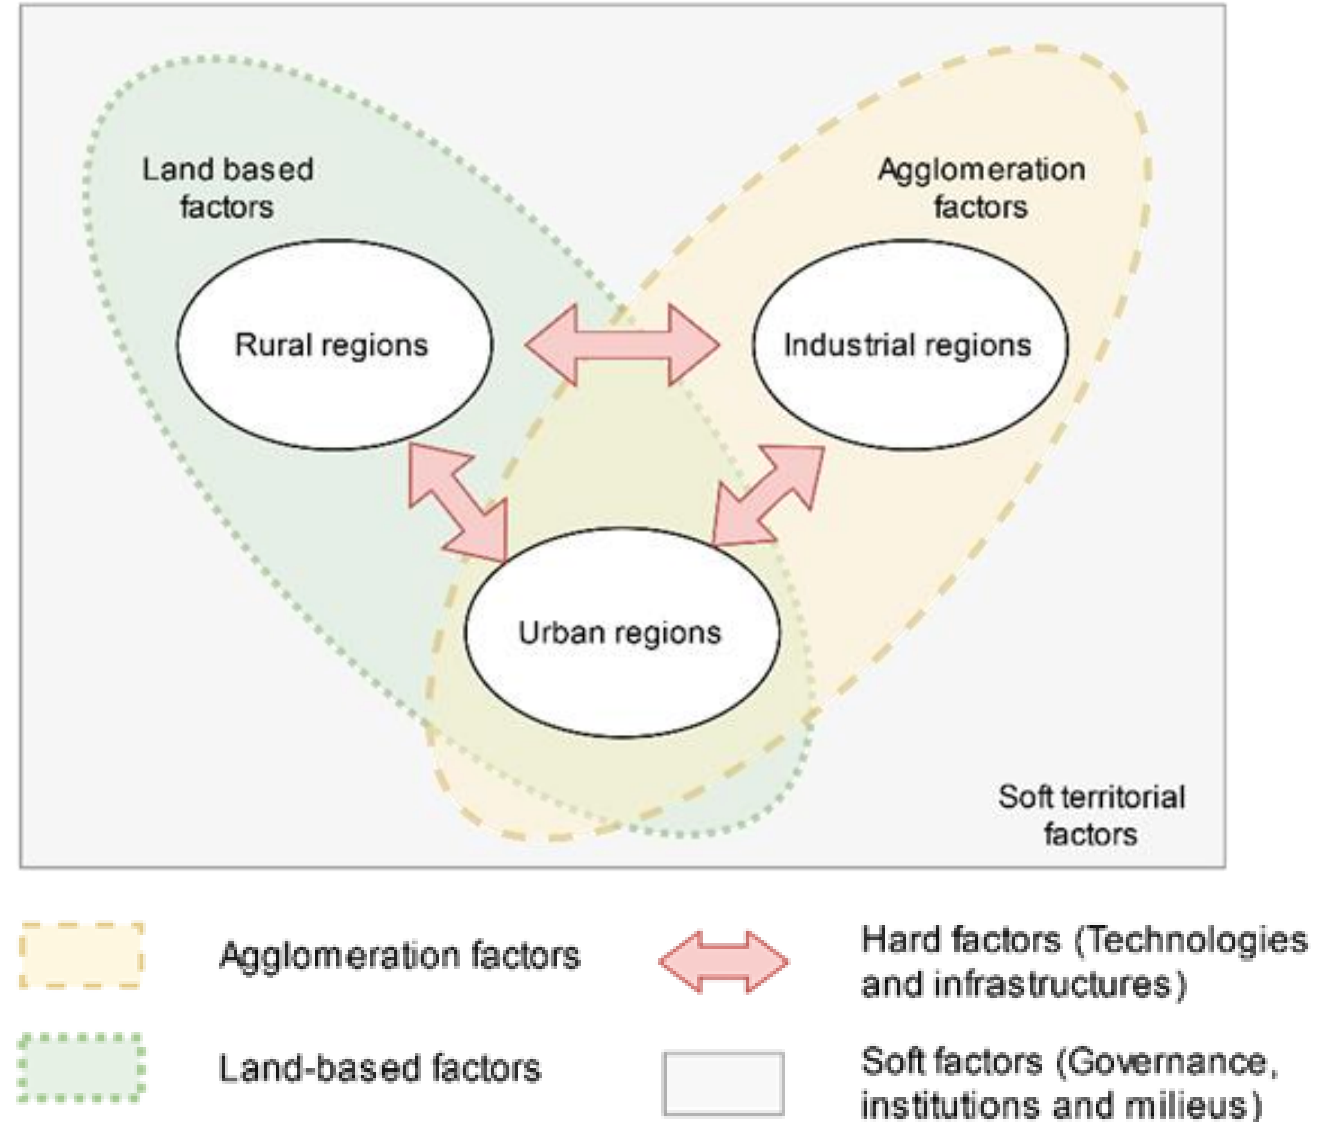 Land based
factors
Agglomeration
factors
Rural regions
Industrial regions
Urban regions
Soft territorial
factors
Agglomeration factors
Hard factors (Technologies
and infrastructures)
Land-based factors
Soft factors (Governance,
institutions and milieus)